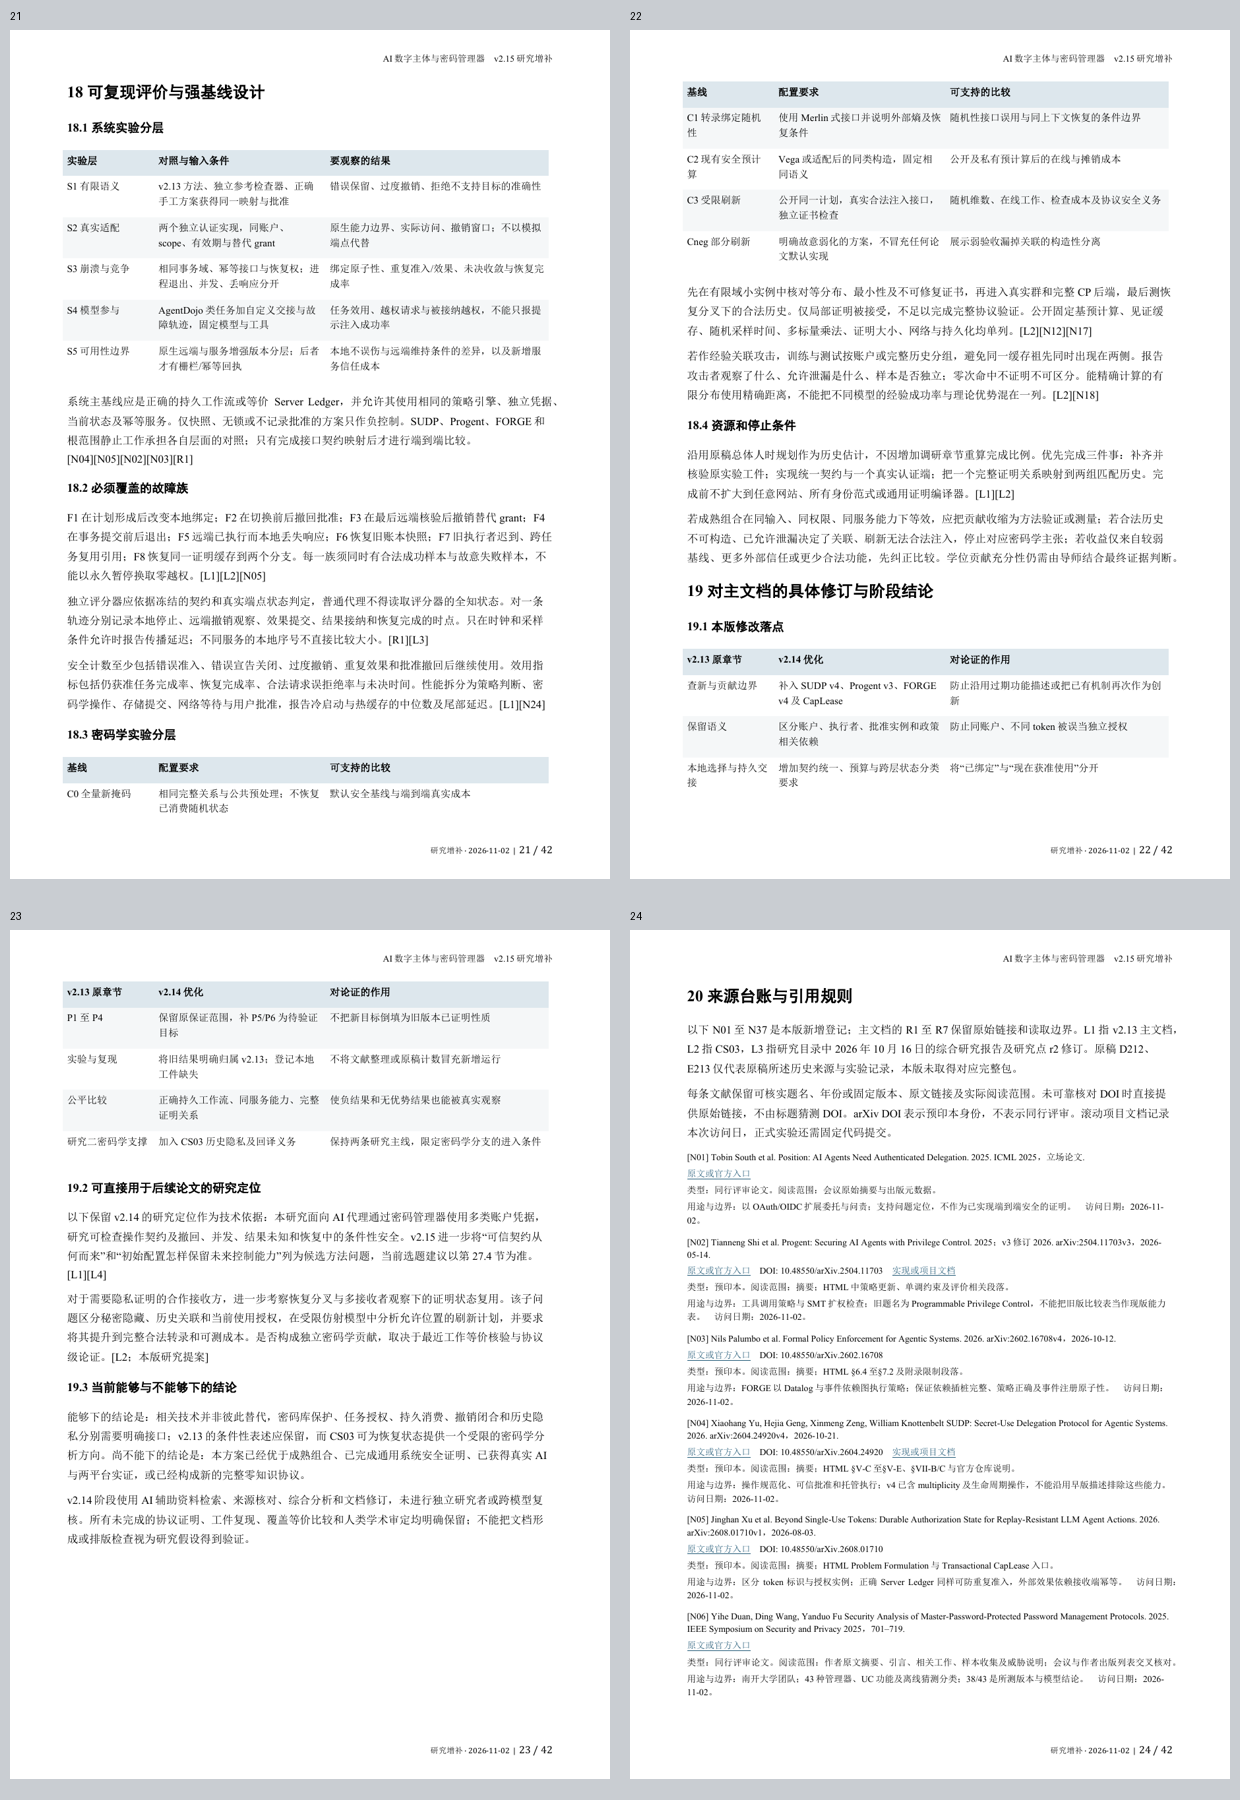 21
AI 数字主体与密码管理器 v2.15 研究增补
18 可复现评价与强基线设计
18.1 系统实验分层
实验层 对照与输入条件 要观察的结果
S1 有限语义 v2.13 方法、独立参考检查器、正确 错误保留、过度撤销、拒绝不支持目标的准确性
手工方案获得同一映射与批准
S2 真实适配 两个独立认证实现，同账户、 原生能力边界、实际访问、撤销窗口；不以模拟
scope、有效期与替代 grant 端点代替
S3 崩溃与竞争 相同事务域、幂等接口与恢复权；进 绑定原子性、重复准入/效果、未决收敛与恢复完
程退出、并发、丢响应分开 成率
S4 模型参与 AgentDojo 类任务加自定义交接与故 任务效用、越权请求与被接纳越权，不能只报提
障轨迹，固定模型与工具 示注入成功率
S5 可用性边界 原生远端与服务增强版本分层；后者 本地不误伤与远端维持条件的差异，以及新增服
才有栅栏/幂等回执 务信任成本
系统主基线应是正确的持久工作流或等价 Server Ledger，并允许其使用相同的策略引擎、独立凭据、
当前状态及幂等服务。仅快照、无锁或不记录批准的方案只作负控制。SUDP、Progent、FORGE 和
根范围静止工作承担各自层面的对照；只有完成接口契约映射后才进行端到端比较。
[N04][N05][N02][N03][R1]
18.2 必须覆盖的故障族
F1 在计划形成后改变本地绑定；F2 在切换前后撤回批准；F3 在最后远端核验后撤销替代 grant；F4
在事务提交前后退出；F5 远端已执行而本地丢失响应；F6 恢复旧账本快照；F7 旧执行者迟到、跨任
务复用引用；F8 恢复同一证明缓存到两个分支。每一族须同时有合法成功样本与故意失败样本，不
能以永久暂停换取零越权。[L1][L2][N05]
独立评分器应依据冻结的契约和真实端点状态判定，普通代理不得读取评分器的全知状态。对一条
轨迹分别记录本地停止、远端撤销观察、效果提交、结果接纳和恢复完成的时点。只在时钟和采样
条件允许时报告传播延迟；不同服务的本地序号不直接比较大小。[R1][L3]
安全计数至少包括错误准入、错误宣告关闭、过度撤销、重复效果和批准撤回后继续使用。效用指
标包括仍获准任务完成率、恢复完成率、合法请求误拒绝率与未决时间。性能拆分为策略判断、密
码学操作、存储提交、网络等待与用户批准，报告冷启动与热缓存的中位数及尾部延迟。[L1][N24]
18.3 密码学实验分层
基线 配置要求 可支持的比较
C0 全量新掩码 相同完整关系与公共预处理；不恢复 默认安全基线与端到端真实成本
已消费随机状态
研究增补 · 2026-11-02 | 21 / 42
22
AI 数字主体与密码管理器 v2.15 研究增补
基线 配置要求 可支持的比较
C1 转录绑定随机 使用 Merlin 式接口并说明外部熵及恢 随机性接口误用与同上下文恢复的条件边界
性 复条件
C2 现有安全预计 Vega 或适配后的同类构造，固定相 公开及私有预计算后的在线与摊销成本
算 同语义
C3 受限刷新 公开同一计划，真实合法注入接口， 随机维数、在线工作、检查成本及协议安全义务
独立证书检查
Cneg 部分刷新 明确故意弱化的方案，不冒充任何论 展示弱验收漏掉关联的构造性分离
文默认实现
先在有限域小实例中核对等分布、最小性及不可修复证书，再进入真实群和完整 CP 后端，最后测恢
复分叉下的合法历史。仅局部证明被接受，不足以完成完整协议验证。公开固定基预计算、见证缓
存、随机采样时间、多标量乘法、证明大小、网络与持久化均单列。[L2][N12][N17]
若作经验关联攻击，训练与测试按账户或完整历史分组，避免同一缓存祖先同时出现在两侧。报告
攻击者观察了什么、允许泄漏是什么、样本是否独立；零次命中不证明不可区分。能精确计算的有
限分布使用精确距离，不能把不同模型的经验成功率与理论优势混在一列。[L2][N18]
18.4 资源和停止条件
沿用原稿总体人时规划作为历史估计，不因增加调研章节重算完成比例。优先完成三件事：补齐并
核验原实验工件；实现统一契约与一个真实认证端；把一个完整证明关系映射到两组匹配历史。完
成前不扩大到任意网站、所有身份范式或通用证明编译器。[L1][L2]
若成熟组合在同输入、同权限、同服务能力下等效，应把贡献收缩为方法验证或测量；若合法历史
不可构造、已允许泄漏决定了关联、刷新无法合法注入，停止对应密码学主张；若收益仅来自较弱
基线、更多外部信任或更少合法功能，先纠正比较。学位贡献充分性仍需由导师结合最终证据判断。
19 对主文档的具体修订与阶段结论
19.1 本版修改落点
v2.13 原章节 v2.14 优化 对论证的作用
查新与贡献边界 补入 SUDP v4、Progent v3、FORGE 防止沿用过期功能描述或把已有机制再次作为创
v4 及 CapLease 新
保留语义 区分账户、执行者、批准实例和政策 防止同账户、不同 token 被误当独立授权
相关依赖
本地选择与持久交 增加契约统一、预算与跨层状态分类 将“已绑定”与“现在获准使用”分开
接 要求
研究增补 · 2026-11-02 | 22 / 42
23
AI 数字主体与密码管理器 v2.15 研究增补
v2.13 原章节 v2.14 优化 对论证的作用
P1 至 P4 保留原保证范围，补 P5/P6 为待验证 不把新目标倒填为旧版本已证明性质
目标
实验与复现 将旧结果明确归属 v2.13；登记本地 不将文献整理或原稿计数冒充新增运行
工件缺失
公平比较 正确持久工作流、同服务能力、完整 使负结果和无优势结果也能被真实观察
证明关系
研究二密码学支撑 加入 CS03 历史隐私及回译义务 保持两条研究主线，限定密码学分支的进入条件
19.2 可直接用于后续论文的研究定位
以下保留 v2.14 的研究定位作为技术依据：本研究面向 AI 代理通过密码管理器使用多类账户凭据，
研究可检查操作契约及撤回、并发、结果未知和恢复中的条件性安全。v2.15 进一步将“可信契约从
何而来”和“初始配置怎样保留未来控制能力”列为候选方法问题，当前选题建议以第 27.4 节为准。
[L1][L4]
对于需要隐私证明的合作接收方，进一步考察恢复分叉与多接收者观察下的证明状态复用。该子问
题区分秘密隐藏、历史关联和当前使用授权，在受限仿射模型中分析允许位置的刷新计划，并要求
将其提升到完整合法转录和可测成本。是否构成独立密码学贡献，取决于最近工作等价核验与协议
级论证。[L2；本版研究提案]
19.3 当前能够与不能够下的结论
能够下的结论是：相关技术并非彼此替代，密码库保护、任务授权、持久消费、撤销闭合和历史隐
私分别需要明确接口；v2.13 的条件性表述应保留，而 CS03 可为恢复状态提供一个受限的密码学分
析方向。尚不能下的结论是：本方案已经优于成熟组合、已完成通用系统安全证明、已获得真实 AI
与两平台实证，或已经构成新的完整零知识协议。
v2.14 阶段使用 AI 辅助资料检索、来源核对、综合分析和文档修订，未进行独立研究者或跨模型复
核。所有未完成的协议证明、工件复现、覆盖等价比较和人类学术审定均明确保留；不能把文档形
成或排版检查视为研究假设得到验证。
研究增补 · 2026-11-02 | 23 / 42
24
AI 数字主体与密码管理器 v2.15 研究增补
20 来源台账与引用规则
以下 N01 至 N37 是本版新增登记；主文档的 R1 至 R7 保留原始链接和读取边界。L1 指 v2.13 主文档，
L2 指 CS03，L3 指研究目录中 2026 年 10 月 16 日的综合研究报告及研究点 r2 修订。原稿 D212、
E213 仅代表原稿所述历史来源与实验记录，本版未取得对应完整包。
每条文献保留可核实题名、年份或固定版本、原文链接及实际阅读范围。未可靠核对 DOI 时直接提
供原始链接，不由标题猜测 DOI。arXiv DOI 表示预印本身份，不表示同行评审。滚动项目文档记录
本次访问日，正式实验还需固定代码提交。
[N01] Tobin South et al. Position: AI Agents Need Authenticated Delegation. 2025. ICML 2025，立场论文.
原文或官方入口
类型：同行评审论文。阅读范围：会议原始摘要与出版元数据。
用途与边界：以 OAuth/OIDC 扩展委托与问责；支持问题定位，不作为已实现端到端安全的证明。 访问日期：2026-11-
02。
[N02] Tianneng Shi et al. Progent: Securing AI Agents with Privilege Control. 2025；v3 修订 2026. arXiv:2504.11703v3，2026-
05-14.
原文或官方入口 DOI: 10.48550/arXiv.2504.11703 实现或项目文档
类型：预印本。阅读范围：摘要；HTML 中策略更新、单调约束及评价相关段落。
用途与边界：工具调用策略与 SMT 扩权检查；旧题名为 Programmable Privilege Control，不能把旧版比较表当作现版能力
表。 访问日期：2026-11-02。
[N03] Nils Palumbo et al. Formal Policy Enforcement for Agentic Systems. 2026. arXiv:2602.16708v4，2026-10-12.
原文或官方入口 DOI: 10.48550/arXiv.2602.16708
类型：预印本。阅读范围：HTML §6.4 至§7.2 及附录限制段落。
用途与边界：FORGE 以 Datalog 与事件依赖图执行策略；保证依赖插桩完整、策略正确及事件注册原子性。 访问日期：
2026-11-02。
[N04] Xiaohang Yu, Hejia Geng, Xinmeng Zeng, William Knottenbelt SUDP: Secret-Use Delegation Protocol for Agentic Systems.
2026. arXiv:2604.24920v4，2026-10-21.
原文或官方入口 DOI: 10.48550/arXiv.2604.24920 实现或项目文档
类型：预印本。阅读范围：摘要；HTML §V-C 至§V-E、§VII-B/C 与官方仓库说明。
用途与边界：操作规范化、可信批准和托管执行；v4 已含 multiplicity 及生命周期操作，不能沿用早版描述排除这些能力。
访问日期：2026-11-02。
[N05] Jinghan Xu et al. Beyond Single-Use Tokens: Durable Authorization State for Replay-Resistant LLM Agent Actions. 2026.
arXiv:2608.01710v1，2026-08-03.
原文或官方入口 DOI: 10.48550/arXiv.2608.01710
类型：预印本。阅读范围：摘要；HTML Problem Formulation 与 Transactional CapLease 入口。
用途与边界：区分 token 标识与授权实例；正确 Server Ledger 同样可防重复准入，外部效果依赖接收端幂等。 访问日期：
2026-11-02。
[N06] Yihe Duan, Ding Wang, Yanduo Fu Security Analysis of Master-Password-Protected Password Management Protocols. 2025.
IEEE Symposium on Security and Privacy 2025，701–719.
原文或官方入口
类型：同行评审论文。阅读范围：作者原文摘要、引言、相关工作、样本收集及威胁说明；会议与作者出版列表交叉核对。
用途与边界：南开大学团队；43 种管理器、UC 功能及离线猜测分类；38/43 是所测版本与模型结论。 访问日期：2026-
11-02。
研究增补 · 2026-11-02 | 24 / 42